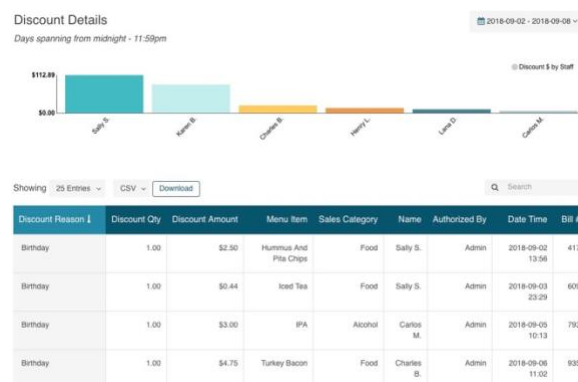 Discount Details
2018-09-02 - 2018-09-08
Days spanning from midnight - 11:59pm
Discount $ by Staff
$112.89
$0.00
Sally S.
Karen B.
Charles B.
Henry L.
Lana D.
Carlos M.
Showing 25 Entries CSV Download Search
Discount Reason Discount Qty Discount Amount Menu Item Sales Category Name Authorized By Date Time Bill
Birthday 1.00 $2.50 Hummus And Food Sally S. Admin 2018-09-02 417
Pita Chips 13:56
Birthday 1.00 $0.44 Iced Tea Food Sally S. Admin 2018-09-03 609
23:29
Birthday 1.00 $3.00 IPA Alcohol Carlos Admin 2018-09-05 792
M. 10:13
Birthday 1.00 $4.75 Turkey Bacon Food Charles Admin 2018-09-06
B. 11:02